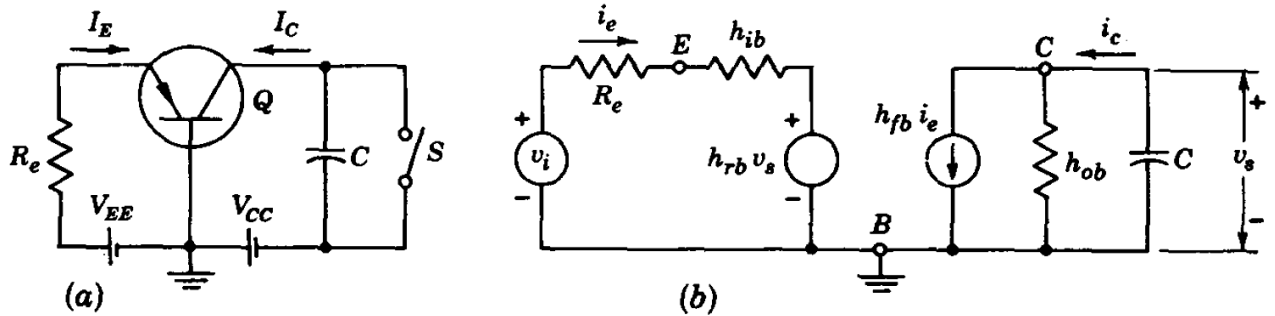 I_E I_C
Q
R_e C S
V_EE V_CC
(a)
i_e E h_ib
R_e
+ v_i -
+ h_rb v_s -
B
C i_c
h_fb i_e h_ob C + v_s -
(b)